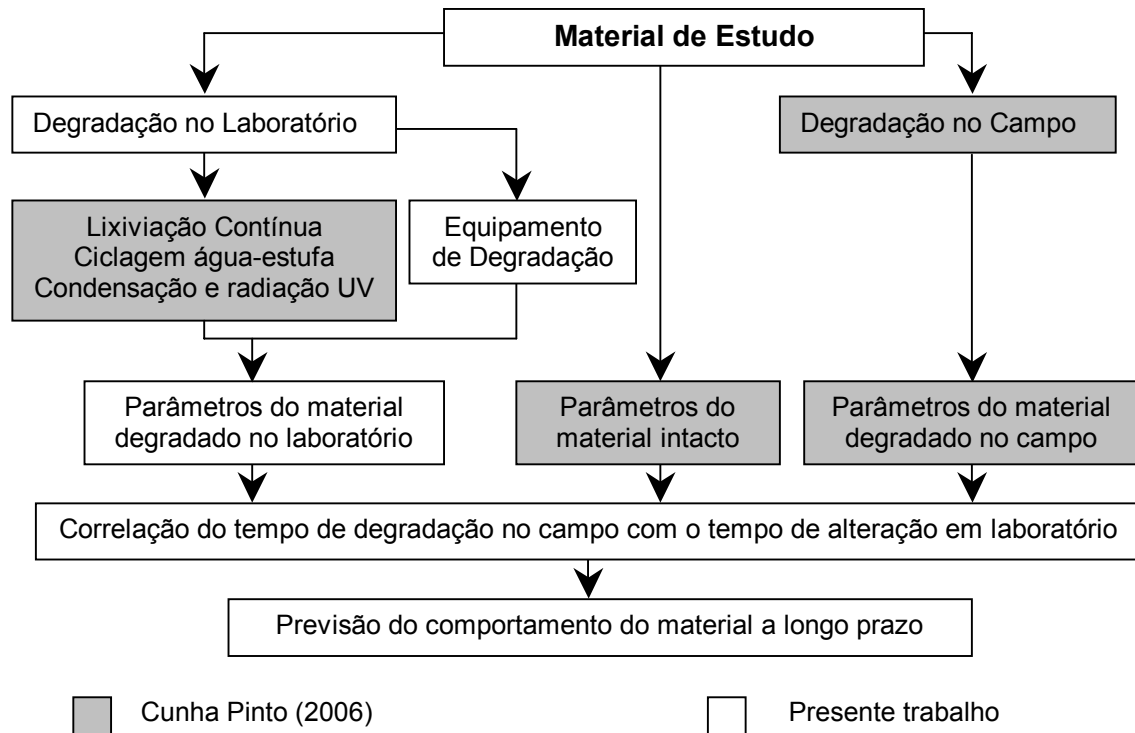 Material de Estudo
Degradação no Laboratório
Degradação no Campo
Lixiviação Contínua
Ciclagem água-estufa
Condensação e radiação UV
Equipamento
de Degradação
Parâmetros do material
degradado no laboratório
Parâmetros do
material intacto
Parâmetros do material
degradado no campo
Correlação do tempo de degradação no campo com o tempo de alteração em laboratório
Previsão do comportamento do material a longo prazo
Cunha Pinto (2006)
Presente trabalho